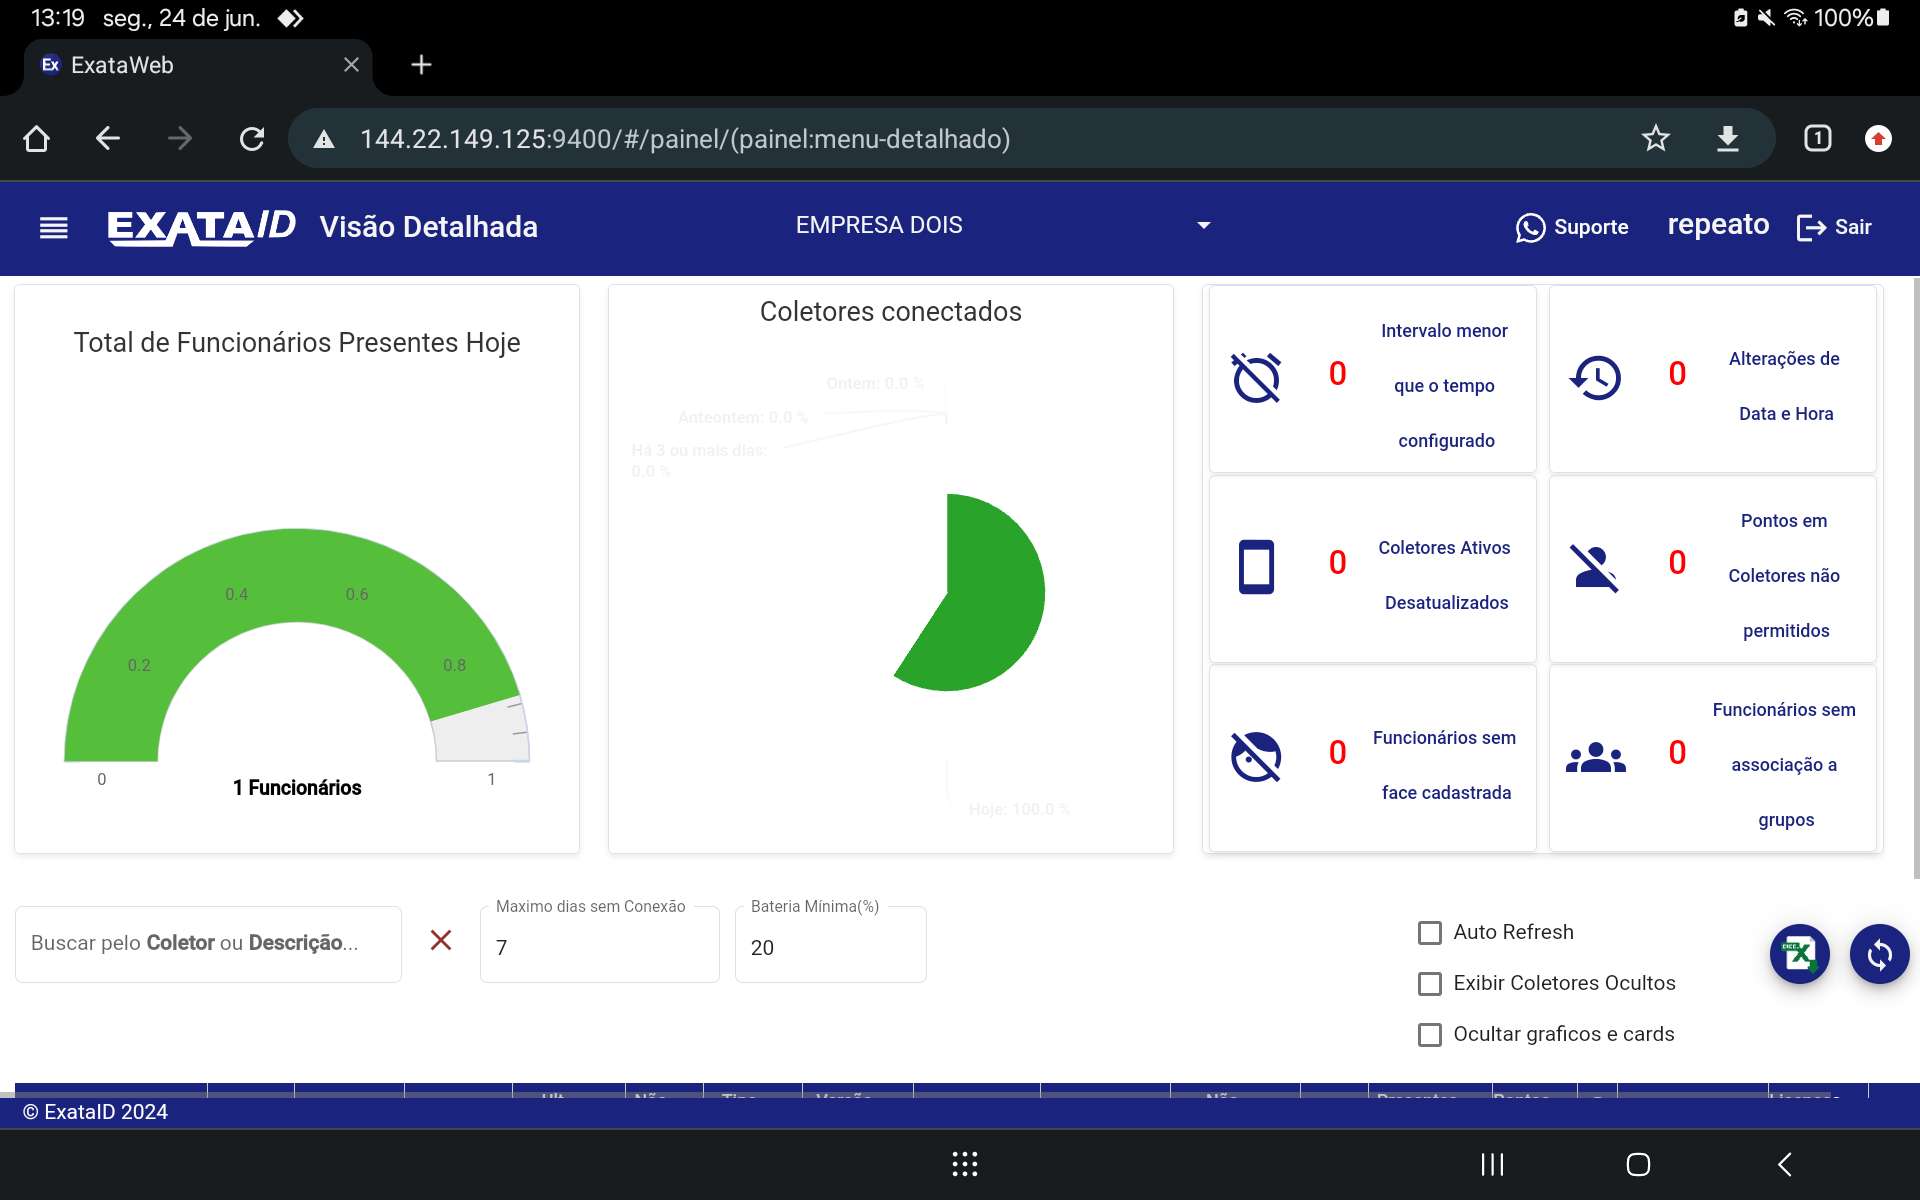 13:19 seg., 24 de jun.
100%
Ex ExataWeb
144.22.149.125:9400/#/painel/(painel:menu-detalhado)
1
EXATAID Visão Detalhada
EMPRESA DOIS
Suporte
repeato
Sair
Total de Funcionários Presentes Hoje
0.4
0.6
0.2
0.8
0
1
1 Funcionários
Coletores conectados
Ontem: 0.0 %
Anteontem: 0.0 %
Há 3 ou mais dias:
0.0 %
Hoje: 100.0 %
0
Intervalo menor
que o tempo
configurado
0
Alterações de
Data e Hora
0
Coletores Ativos
Desatualizados
0
Pontos em
Coletores não
permitidos
0
Funcionários sem
face cadastrada
0
Funcionários sem
associação a
grupos
Buscar pelo Coletor ou Descrição...
Maximo dias sem Conexão
7
Bateria Mínima(%)
20
Auto Refresh
Exibir Coletores Ocultos
Ocultar graficos e cards
© ExataID 2024